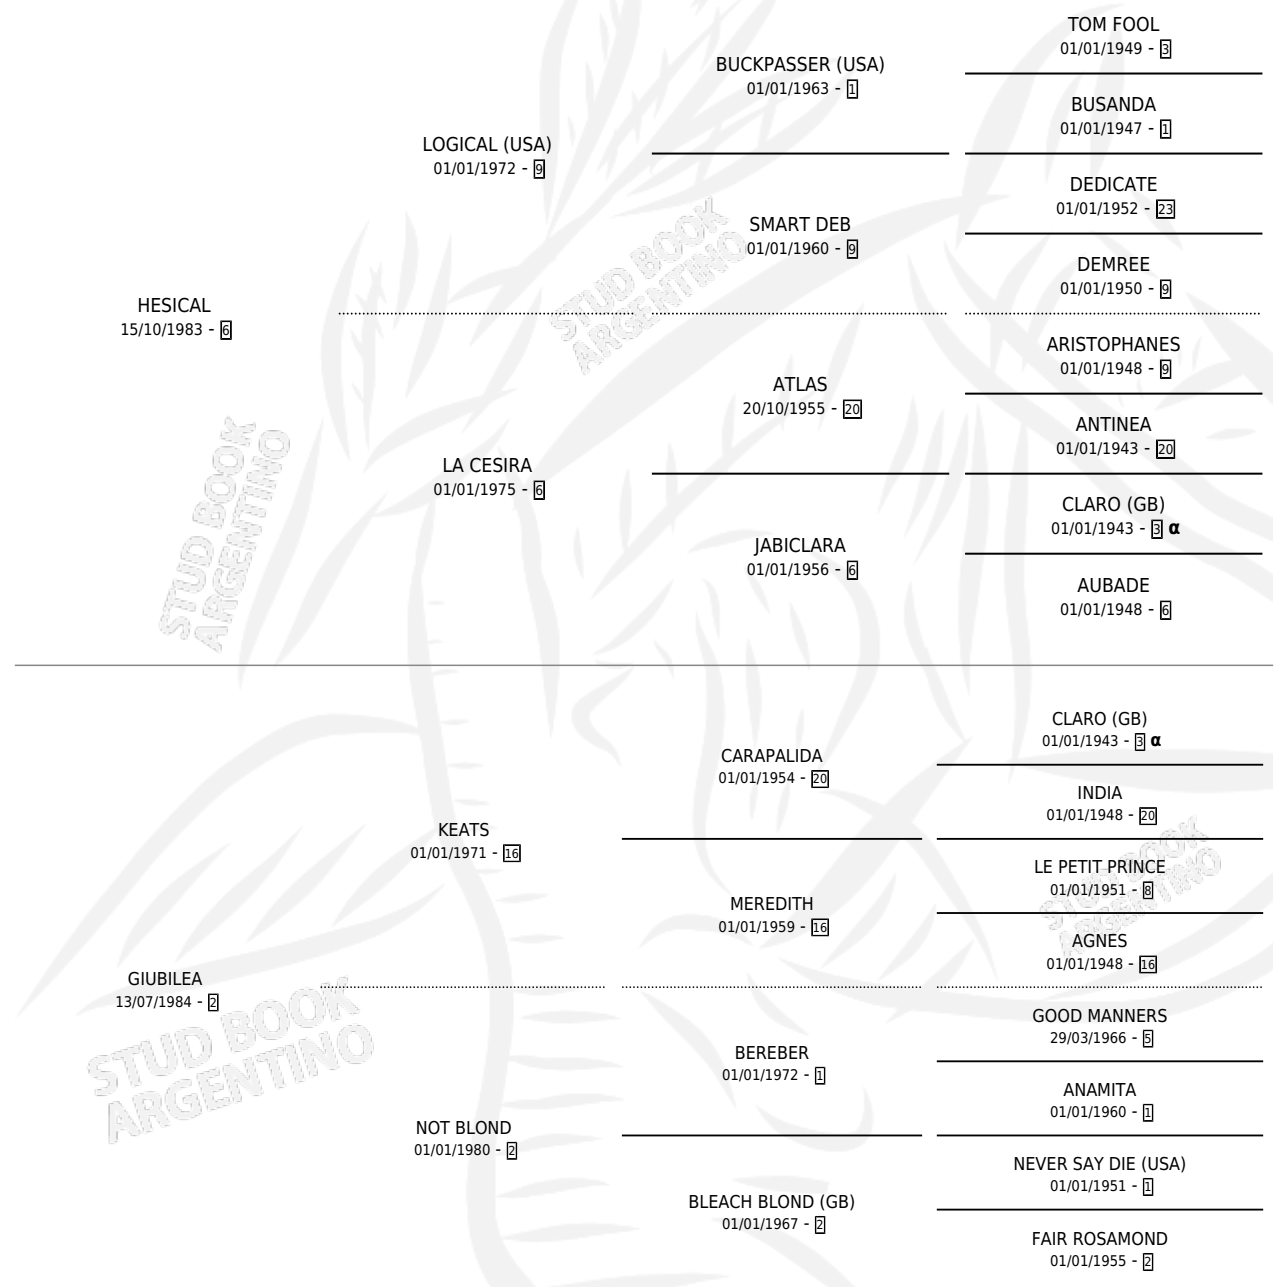 TOM FOOL
01/01/1949 - 3
BUCKPASSER (USA)
01/01/1963 - 1
BUSANDA
01/01/1947 - 1
LOGICAL (USA)
01/01/1972 - 9
DEDICATE
01/01/1952 - 23
SMART DEB
01/01/1960 - 9
DEMREE
01/01/1950 - 9
HESICAL
15/10/1983 - 6
ARISTOPHANES
01/01/1948 - 9
ATLAS
20/10/1955 - 20
ANTINEA
01/01/1943 - 20
LA CESIRA
01/01/1975 - 6
CLARO (GB)
01/01/1943 - 3 α
JABICLARA
01/01/1956 - 6
AUBADE
01/01/1948 - 6
CLARO (GB)
01/01/1943 - 3 α
CARAPALIDA
01/01/1954 - 20
INDIA
01/01/1948 - 20
KEATS
01/01/1971 - 16
LE PETIT PRINCE
01/01/1951 - 8
MEREDITH
01/01/1959 - 16
AGNES
01/01/1948 - 16
GIUBILEA
13/07/1984 - 2
GOOD MANNERS
29/03/1966 - 5
BEREBER
01/01/1972 - 1
ANAMITA
01/01/1960 - 1
NOT BLOND
01/01/1980 - 2
NEVER SAY DIE (USA)
01/01/1951 - 1
BLEACH BLOND (GB)
01/01/1967 - 2
FAIR ROSAMOND
01/01/1955 - 2
STUD BOOK
ARGENTINO
STUD BOOK
ARGENTINO
STUD BOOK
ARGENTINO
STUD BOOK
ARGENTINO